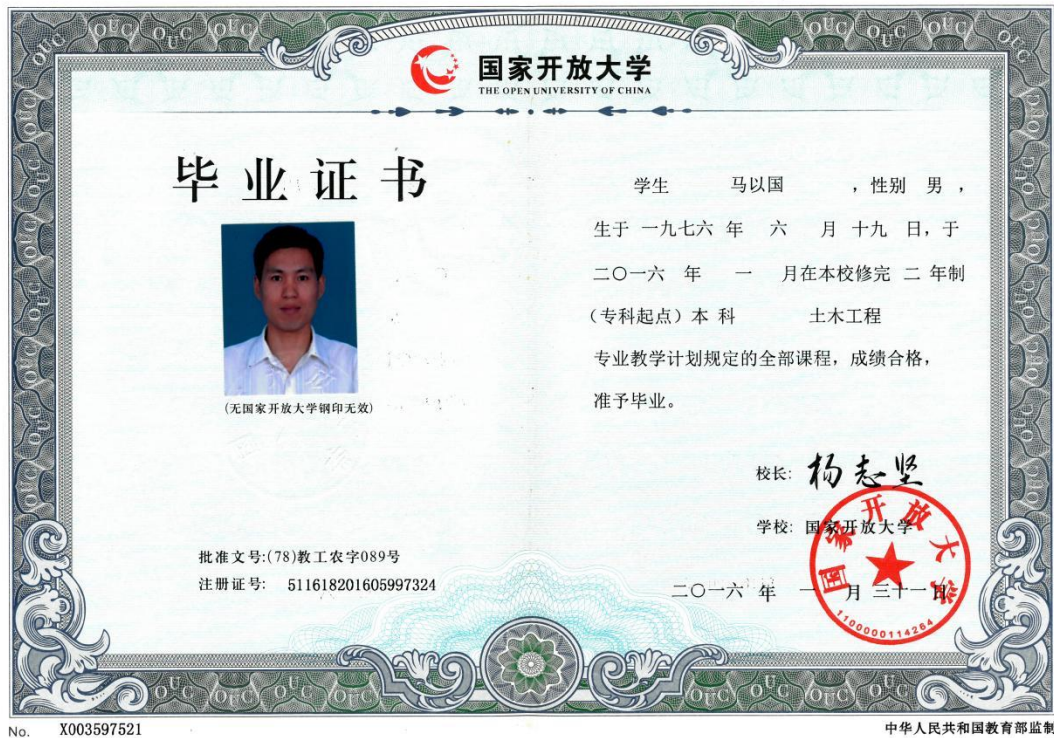 国家开放大学
THE OPEN UNIVERSITY OF CHINA
毕业证书
(无国家开放大学钢印无效)
批准文号:(78)教工农字089号
注册证号: 511618201605997324
学生 马以国 ，性别 男 ，
生于 一九七六 年 六 月 十九 日，于
二〇一六 年 一 月在本校修完 二 年制
（专科起点）本 科 土木工程
专业教学计划规定的全部课程，成绩合格，
准予毕业。
校长: 杨志坚
学校: 国家开放大学
二〇一六 年 一 月 三十一 日
国家开放大学
1100000114264
No. X003597521
中华人民共和国教育部监制
OUC